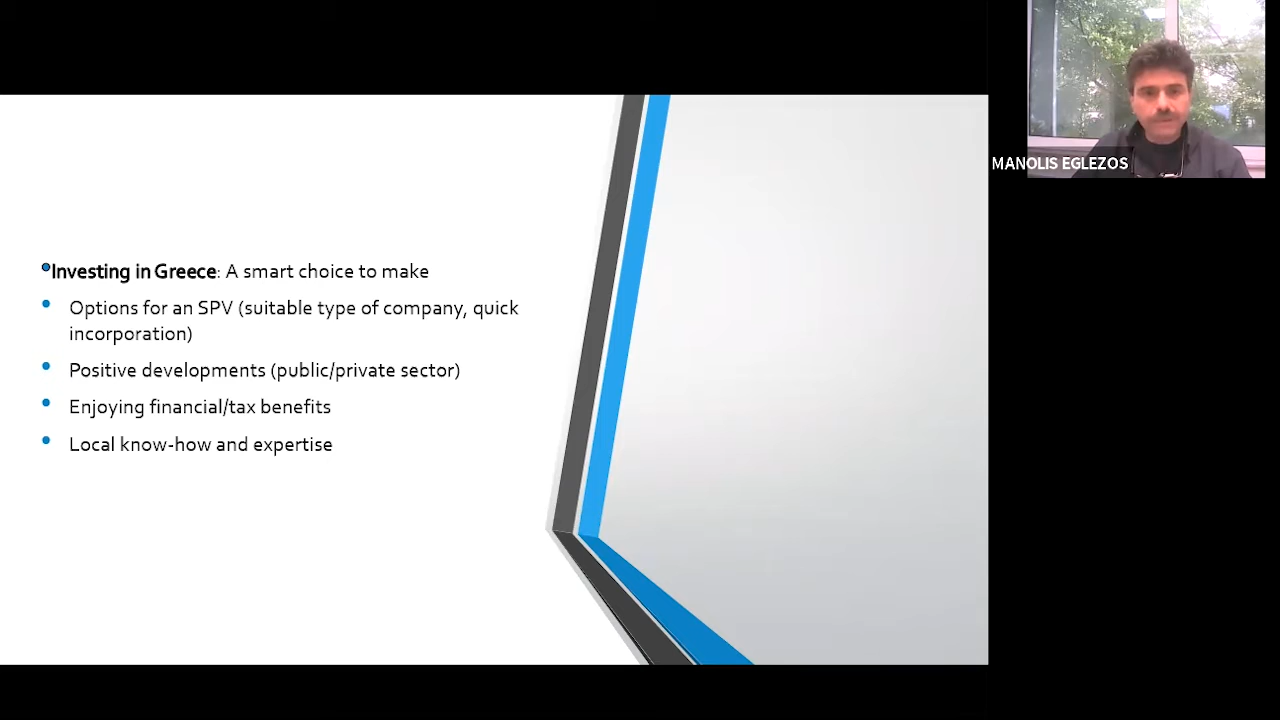 •Investing in Greece: A smart choice to make
• Options for an SPV (suitable type of company, quick
incorporation)
• Positive developments (public/private sector)
• Enjoying financial/tax benefits
• Local know-how and expertise
MANOLIS EGLEZOS